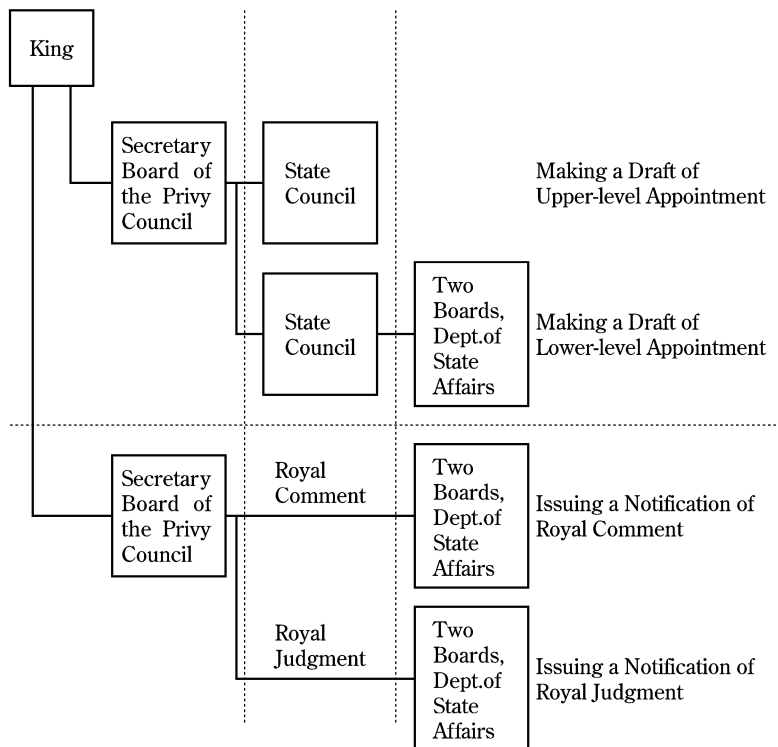 King
Secretary
Board of
the Privy
Council
State
Council
Making a Draft of
Upper-level Appointment
State
Council
Two
Boards,
Dept.of
State
Affairs
Making a Draft of
Lower-level Appointment
Secretary
Board of
the Privy
Council
Royal
Comment
Two
Boards,
Dept.of
State
Affairs
Issuing a Notification of
Royal Comment
Royal
Judgment
Two
Boards,
Dept.of
State
Affairs
Issuing a Notification of
Royal Judgment